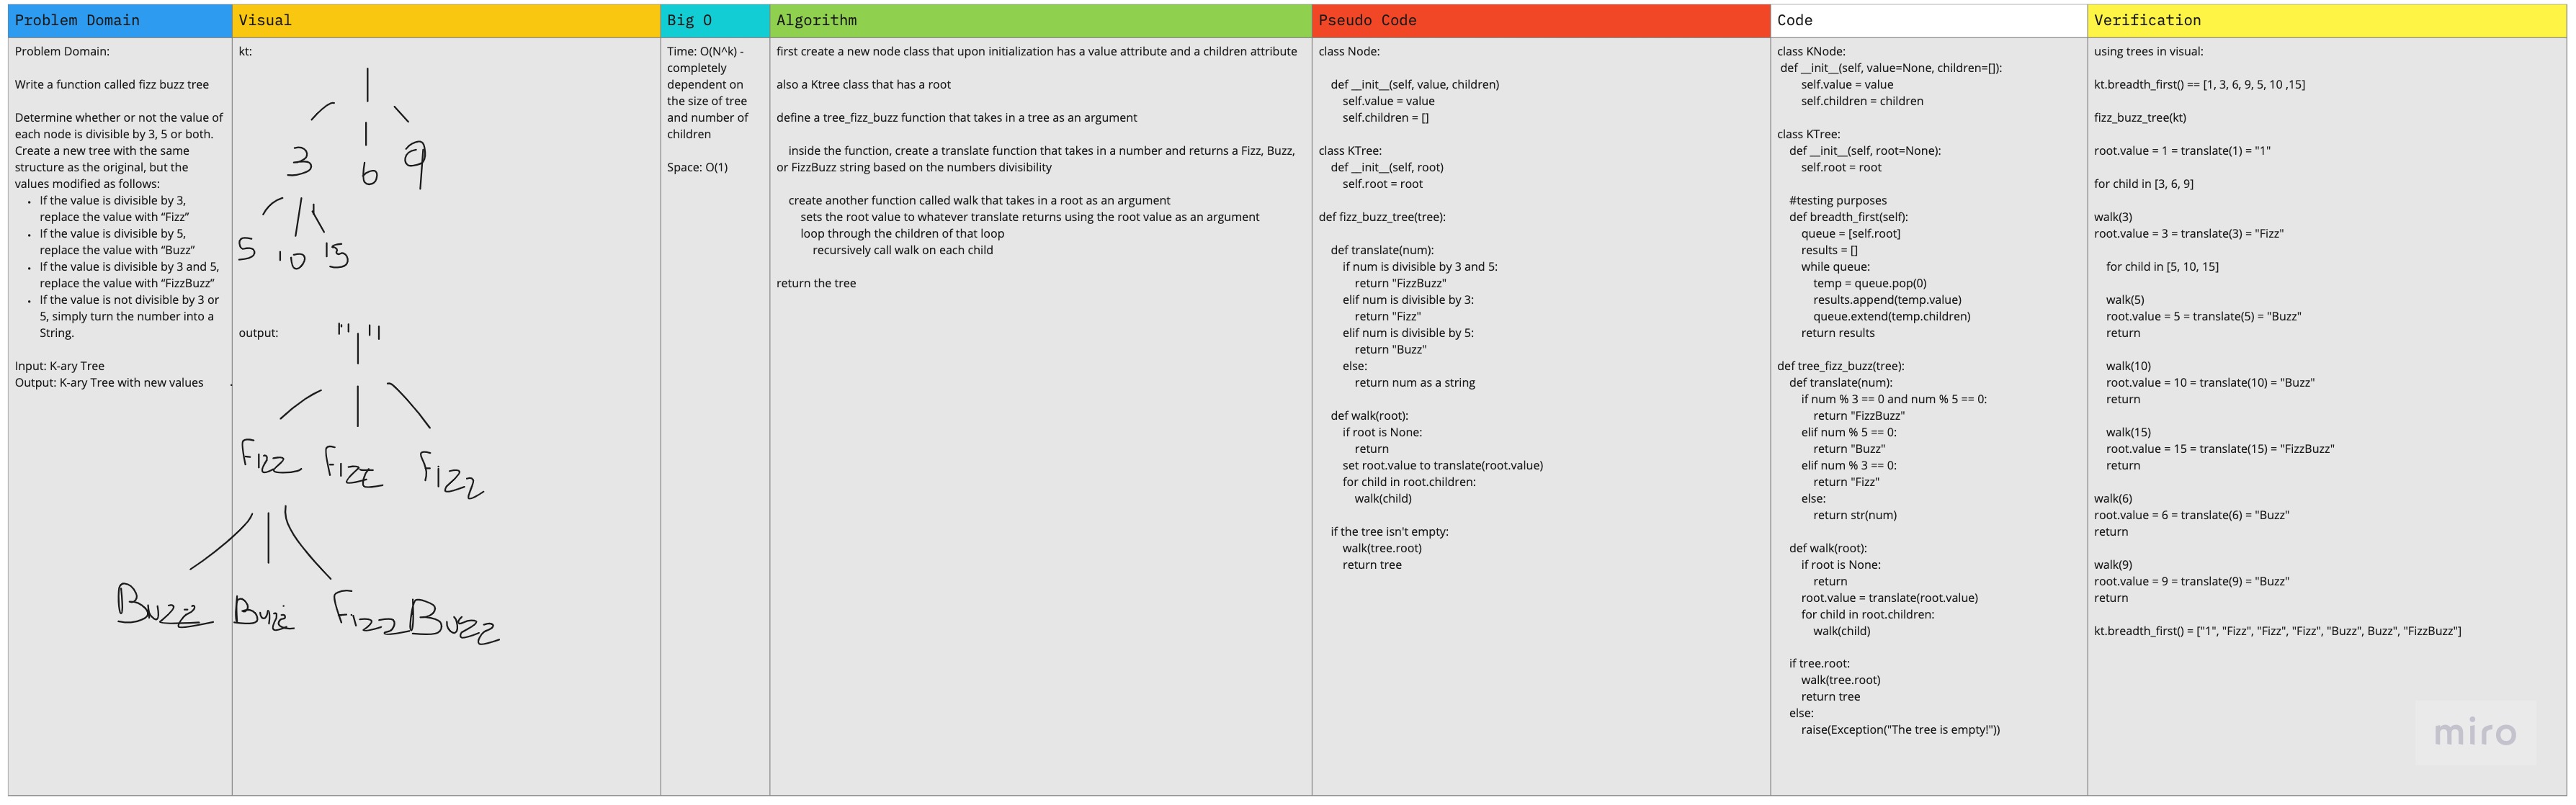 Problem Domain
Visual
Big O
Algorithm
Pseudo Code
Code
Verification
Problem Domain:
Write a function called fizz buzz tree
Determine whether or not the value of
each node is divisible by 3, 5 or both.
Create a new tree with the same
structure as the original, but the
values modified as follows:
• If the value is divisible by 3,
replace the value with “Fizz”
• If the value is divisible by 5,
replace the value with “Buzz”
• If the value is divisible by 3 and 5,
replace the value with “FizzBuzz”
• If the value is not divisible by 3 or
5, simply turn the number into a
String.
Input: K-ary Tree
Output: K-ary Tree with new values
kt:
1
3 6 9
5 10 15
output:
"1"
Fizz Fizz Fizz
Buzz Buzz FizzBuzz
Time: O(N^k) -
completely
dependent on
the size of tree
and number of
children
Space: O(1)
first create a new node class that upon initialization has a value attribute and a children attribute
also a Ktree class that has a root
define a tree_fizz_buzz function that takes in a tree as an argument
inside the function, create a translate function that takes in a number and returns a Fizz, Buzz,
or FizzBuzz string based on the numbers divisibility
create another function called walk that takes in a root as an argument
sets the root value to whatever translate returns using the root value as an argument
loop through the children of that loop
recursively call walk on each child
return the tree
class Node:
def __init__(self, value, children)
self.value = value
self.children = []
class KTree:
def __init__(self, root)
self.root = root
def fizz_buzz_tree(tree):
def translate(num):
if num is divisible by 3 and 5:
return "FizzBuzz"
elif num is divisible by 3:
return "Fizz"
elif num is divisible by 5:
return "Buzz"
else:
return num as a string
def walk(root):
if root is None:
return
set root.value to translate(root.value)
for child in root.children:
walk(child)
if the tree isn't empty:
walk(tree.root)
return tree
class KNode:
def __init__(self, value=None, children=[]):
self.value = value
self.children = children
class KTree:
def __init__(self, root=None):
self.root = root
#testing purposes
def breadth_first(self):
queue = [self.root]
results = []
while queue:
temp = queue.pop(0)
results.append(temp.value)
queue.extend(temp.children)
return results
def tree_fizz_buzz(tree):
def translate(num):
if num % 3 == 0 and num % 5 == 0:
return "FizzBuzz"
elif num % 5 == 0:
return "Buzz"
elif num % 3 == 0:
return "Fizz"
else:
return str(num)
def walk(root):
if root is None:
return
root.value = translate(root.value)
for child in root.children:
walk(child)
if tree.root:
walk(tree.root)
return tree
else:
raise(Exception("The tree is empty!"))
using trees in visual:
kt.breadth_first() == [1, 3, 6, 9, 5, 10 ,15]
fizz_buzz_tree(kt)
root.value = 1 = translate(1) = "1"
for child in [3, 6, 9]
walk(3)
root.value = 3 = translate(3) = "Fizz"
for child in [5, 10, 15]
walk(5)
root.value = 5 = translate(5) = "Buzz"
return
walk(10)
root.value = 10 = translate(10) = "Buzz"
return
walk(15)
root.value = 15 = translate(15) = "FizzBuzz"
return
walk(6)
root.value = 6 = translate(6) = "Buzz"
return
walk(9)
root.value = 9 = translate(9) = "Buzz"
return
kt.breadth_first() = ["1", "Fizz", "Fizz", "Fizz", "Buzz", Buzz", "FizzBuzz"]
miro